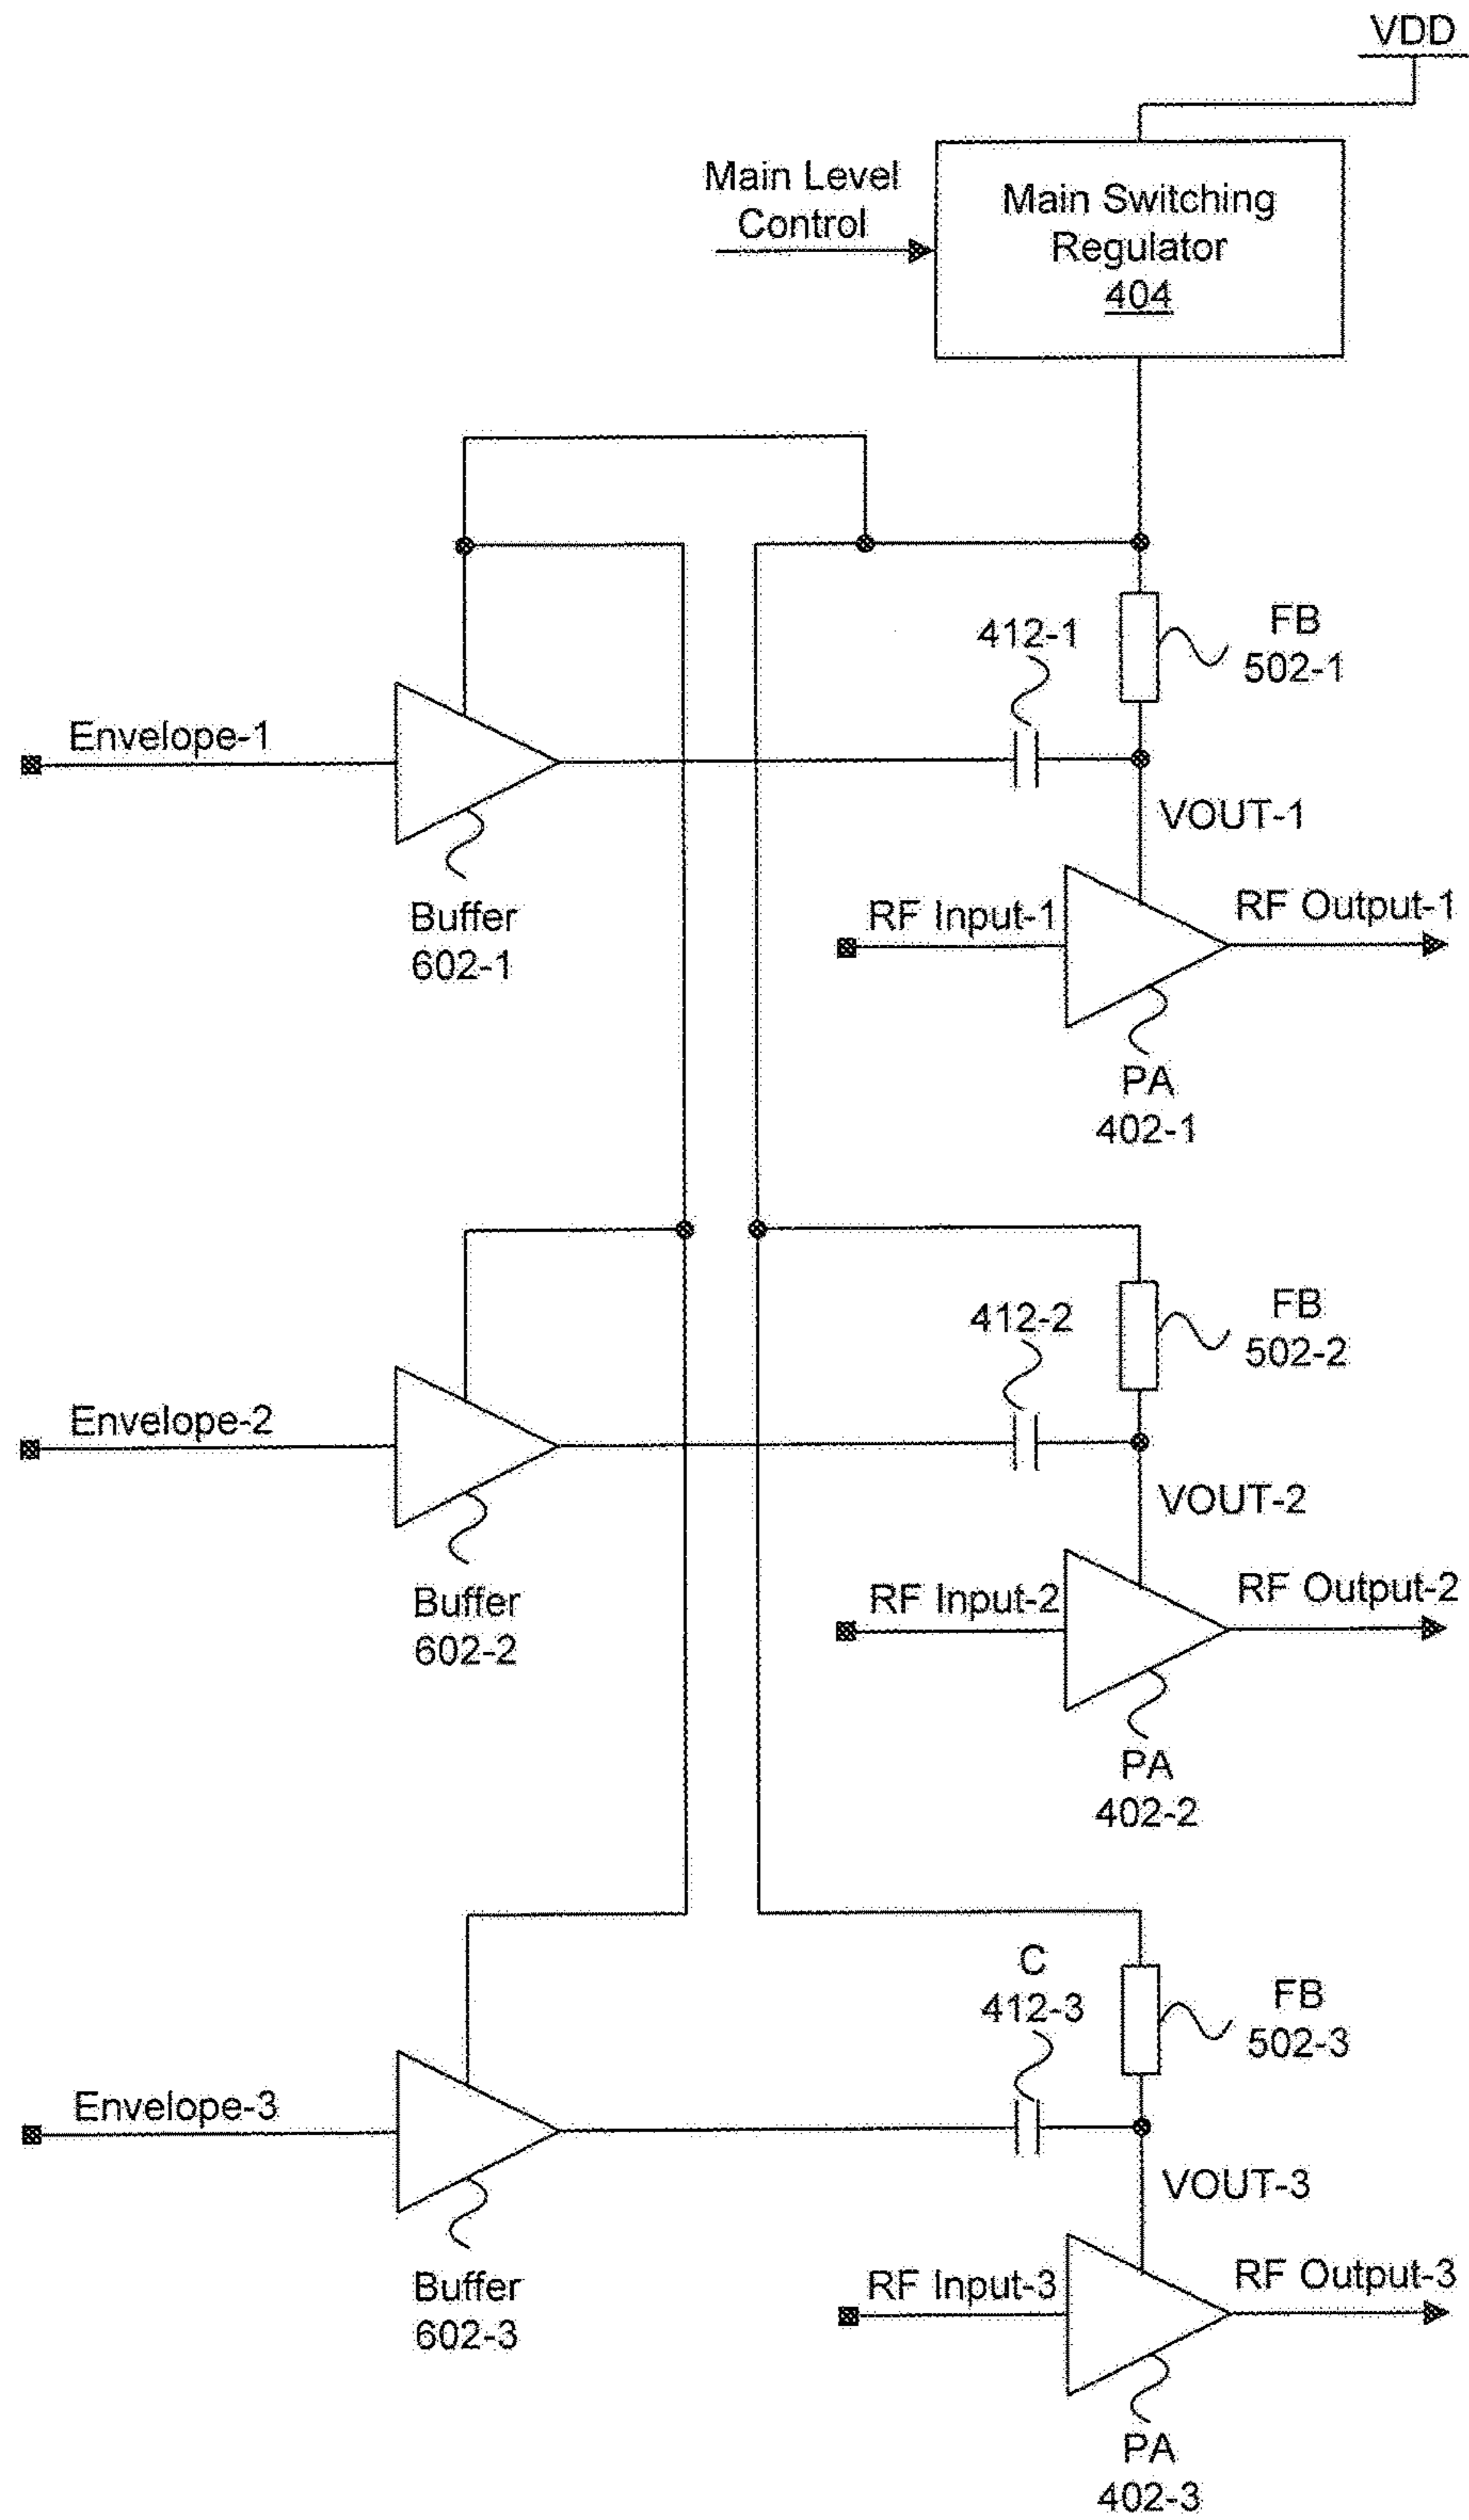 VDD
Main Level
Control
Main Switching
Regulator
404
412-1
FB
502-1
Envelope-1
VOUT-1
Buffer
602-1
RF Input-1
RF Output-1
PA
402-1
412-2
FB
502-2
Envelope-2
VOUT-2
Buffer
602-2
RF Input-2
RF Output-2
PA
402-2
C
412-3
FB
502-3
Envelope-3
VOUT-3
Buffer
602-3
RF Input-3
RF Output-3
PA
402-3